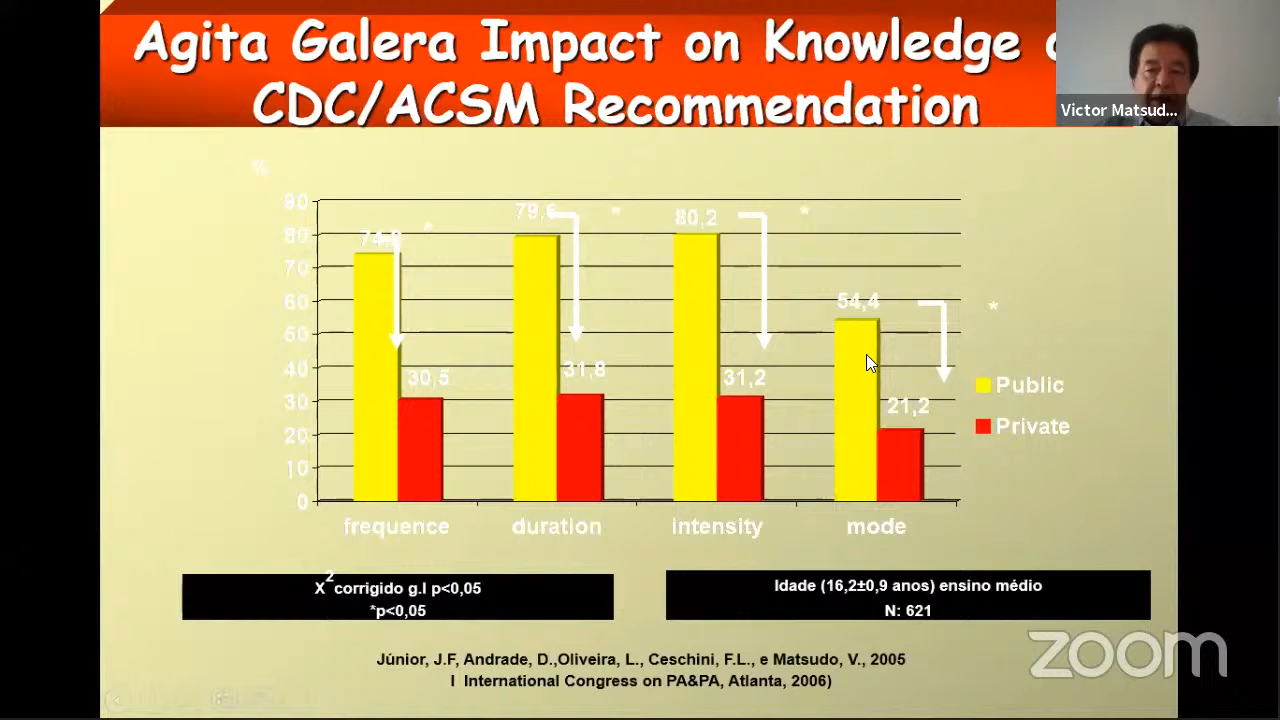 Agita Galera Impact on Knowledge
CDC/ACSM Recommendation
Victor Matsud...
%
90
80
70
60
50
40
30
20
10
0
79,6
*
80,2
*
*
54,4
*
30,5
31,8
31,2
21,2
Public
Private
frequence duration intensity mode
X2 corrigido g.l p<0,05
*p<0,05
Idade (16,2±0,9 anos) ensino médio
N: 621
zoom
Júnior, J.F, Andrade, D.,Oliveira, L., Ceschini, F.L., e Matsudo, V., 2005
I International Congress on PA&PA, Atlanta, 2006)